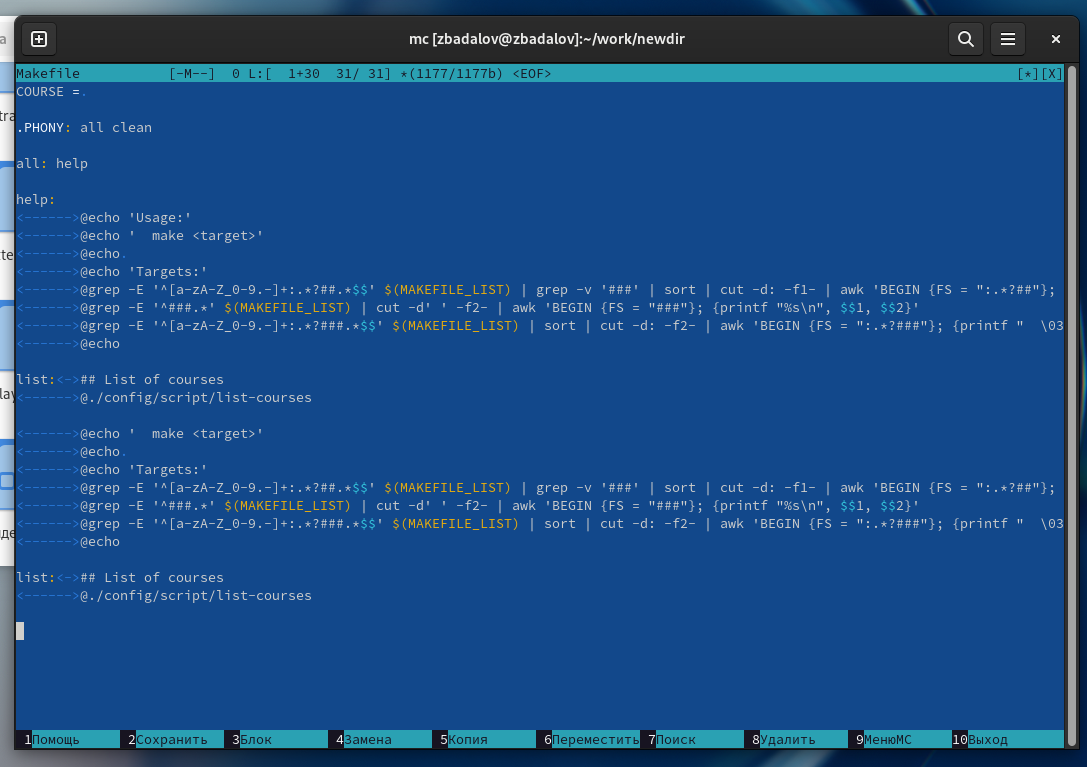 mc [zbadalov@zbadalov]:~/work/newdir
Makefile [-M--] 0 L:[ 1+30 31/ 31] *(1177/1177b) <EOF> [*][X]
COURSE =.
.PHONY: all clean
all: help
help:
<------>@echo 'Usage:'
<------>@echo '  make <target>'
<------>@echo.
<------>@echo 'Targets:'
<------>@grep -E '^[a-zA-Z_0-9.-]+:.*?##.*$$' $(MAKEFILE_LIST) | grep -v '###' | sort | cut -d: -f1- | awk 'BEGIN {FS = ":.*?##"};
<------>@grep -E '^###.*' $(MAKEFILE_LIST) | cut -d' ' -f2- | awk 'BEGIN {FS = "###"}; {printf "%s\n", $$1, $$2}'
<------>@grep -E '^[a-zA-Z_0-9.-]+:.*?###.*$$' $(MAKEFILE_LIST) | sort | cut -d: -f2- | awk 'BEGIN {FS = ":.*?###"}; {printf "  \03
<------>@echo
list:<->## List of courses
<------>@./config/script/list-courses
<------>@echo '  make <target>'
<------>@echo.
<------>@echo 'Targets:'
<------>@grep -E '^[a-zA-Z_0-9.-]+:.*?##.*$$' $(MAKEFILE_LIST) | grep -v '###' | sort | cut -d: -f1- | awk 'BEGIN {FS = ":.*?##"};
<------>@grep -E '^###.*' $(MAKEFILE_LIST) | cut -d' ' -f2- | awk 'BEGIN {FS = "###"}; {printf "%s\n", $$1, $$2}'
<------>@grep -E '^[a-zA-Z_0-9.-]+:.*?###.*$$' $(MAKEFILE_LIST) | sort | cut -d: -f2- | awk 'BEGIN {FS = ":.*?###"}; {printf "  \03
<------>@echo
list:<->## List of courses
<------>@./config/script/list-courses
1Помощь 2Сохранить 3Блок 4Замена 5Копия 6Переместить 7Поиск 8Удалить 9МенюМС 10Выход